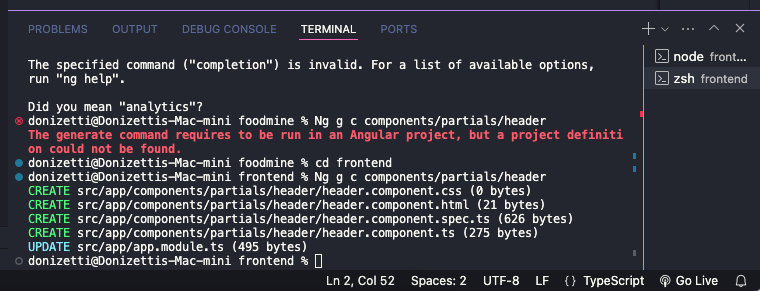 PROBLEMS OUTPUT DEBUG CONSOLE TERMINAL PORTS
The specified command ("completion") is invalid. For a list of available options,
run "ng help".
Did you mean "analytics"?
donizetti@Donizettis-Mac-mini foodmine % Ng g c components/partials/header
The generate command requires to be run in an Angular project, but a project definiti
on could not be found.
donizetti@Donizettis-Mac-mini foodmine % cd frontend
donizetti@Donizettis-Mac-mini frontend % Ng g c components/partials/header
CREATE src/app/components/partials/header/header.component.css (0 bytes)
CREATE src/app/components/partials/header/header.component.html (21 bytes)
CREATE src/app/components/partials/header/header.component.spec.ts (626 bytes)
CREATE src/app/components/partials/header/header.component.ts (275 bytes)
UPDATE src/app/app.module.ts (495 bytes)
donizetti@Donizettis-Mac-mini frontend %
node front...
zsh frontend
Ln 2, Col 52 Spaces: 2 UTF-8 LF {} TypeScript Go Live